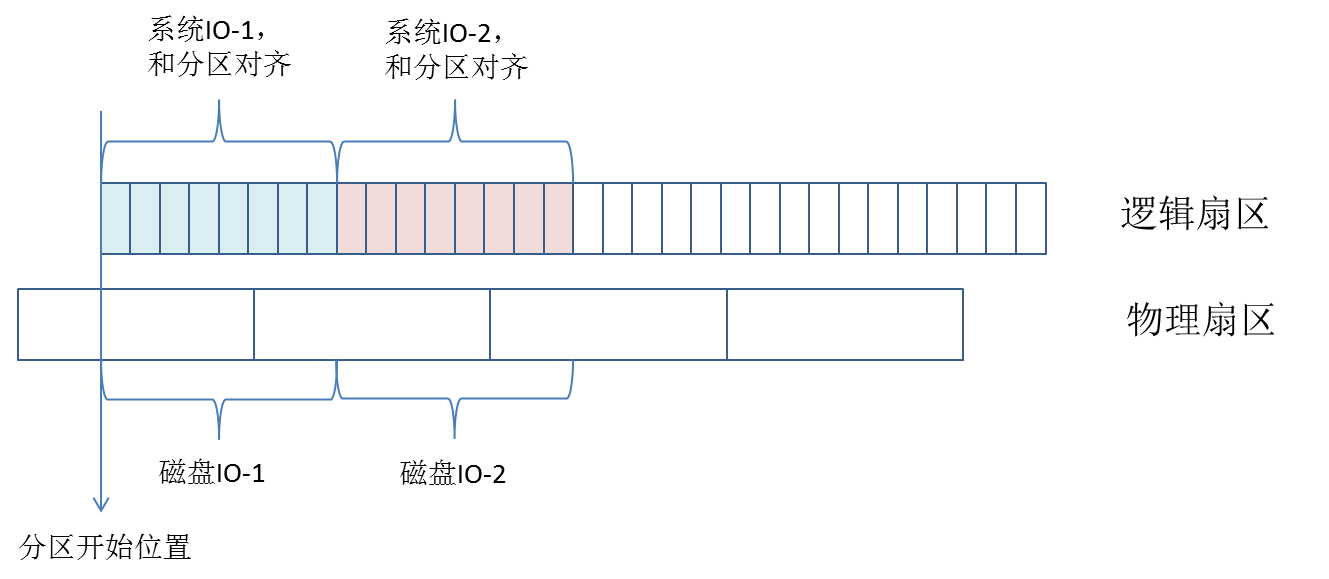 系统IO-1,
和分区对齐
系统IO-2,
和分区对齐
逻辑扇区
物理扇区
磁盘IO-1
磁盘IO-2
分区开始位置